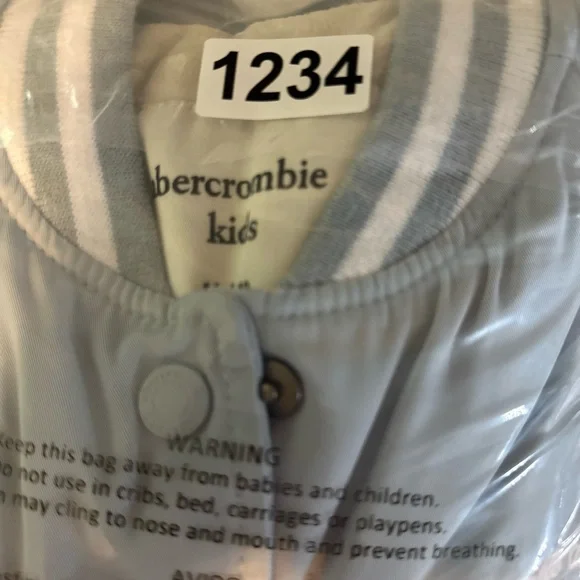 1234
bercrombie
kids
WARNING
keep this bag away from babies and children.
o not use in cribs, bed, carriages or playpens.
may cling to nose and mouth and prevent breathing.